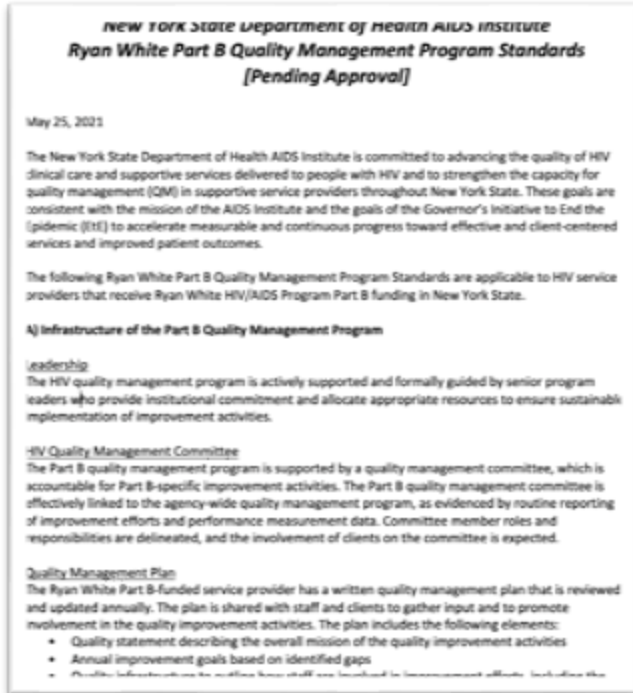 New York State Department of Health AIDS Institute
Ryan White Part B Quality Management Program Standards
[Pending Approval]
May 25, 2021
The New York State Department of Health AIDS Institute is committed to advancing the quality of HIV
clinical care and supportive services delivered to people with HIV and to strengthen the capacity for
quality management (QM) in supportive service providers throughout New York State. These goals are
consistent with the mission of the AIDS Institute and the goals of the Governor's Initiative to End the
Epidemic (EtE) to accelerate measurable and continuous progress toward effective and client-centered
services and improved patient outcomes.
The following Ryan White Part B Quality Management Program Standards are applicable to HIV service
providers that receive Ryan White HIV/AIDS Program Part B funding in New York State.
A) Infrastructure of the Part B Quality Management Program
Leadership
The HIV quality management program is actively supported and formally guided by senior program
leaders who provide institutional commitment and allocate appropriate resources to ensure sustainable
implementation of improvement activities.
HIV Quality Management Committee
The Part B quality management program is supported by a quality management committee, which is
accountable for Part B-specific improvement activities. The Part B quality management committee is
effectively linked to the agency-wide quality management program, as evidenced by routine reporting
of improvement efforts and performance measurement data. Committee member roles and
responsibilities are delineated, and the involvement of clients on the committee is expected.
Quality Management Plan
The Ryan White Part B-funded service provider has a written quality management plan that is reviewed
and updated annually. The plan is shared with staff and clients to gather input and to promote
involvement in the quality improvement activities. The plan includes the following elements:
• Quality statement describing the overall mission of the quality improvement activities
• Annual improvement goals based on identified gaps
• Quality infrastructure to outline how staff are involved in improvement efforts, including the